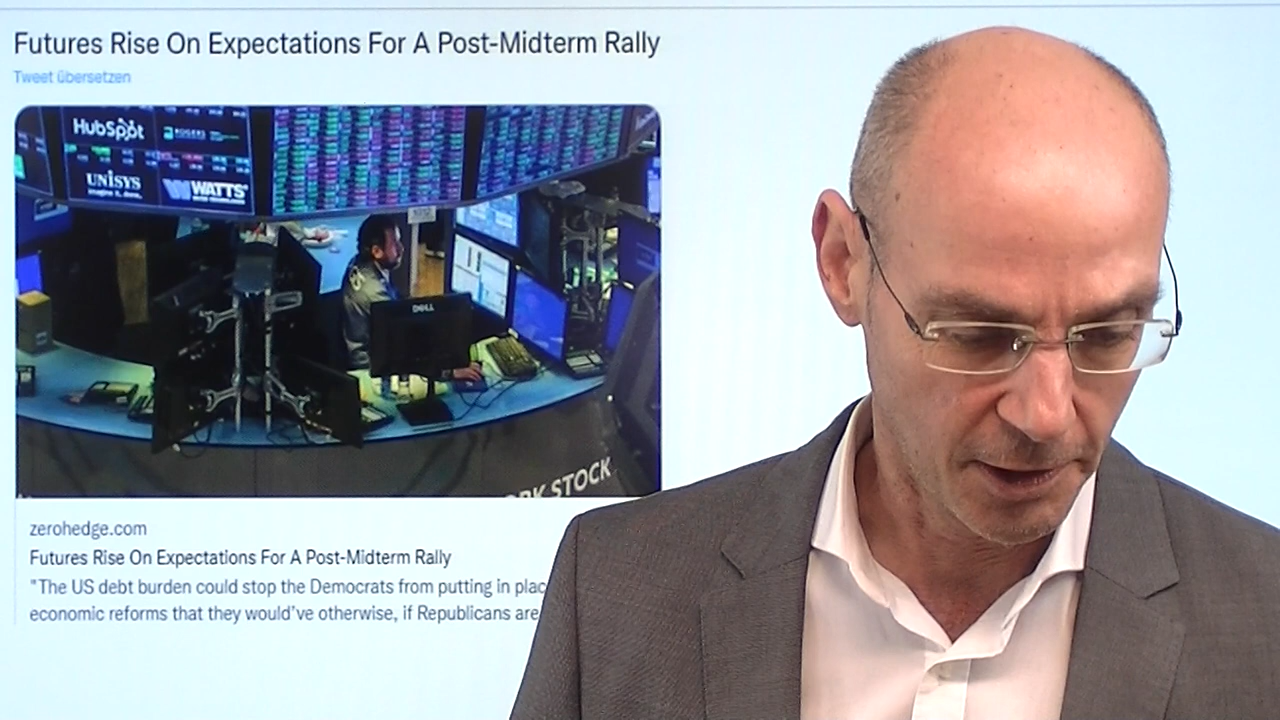 Futures Rise On Expectations For A Post-Midterm Rally
Tweet übersetzen
HubSpot
ROGERS
UNiSYS
WATTS
DELL
STOCK
zerohedge.com
Futures Rise On Expectations For A Post-Midterm Rally
"The US debt burden could stop the Democrats from putting in plac
economic reforms that they would've otherwise, if Republicans are